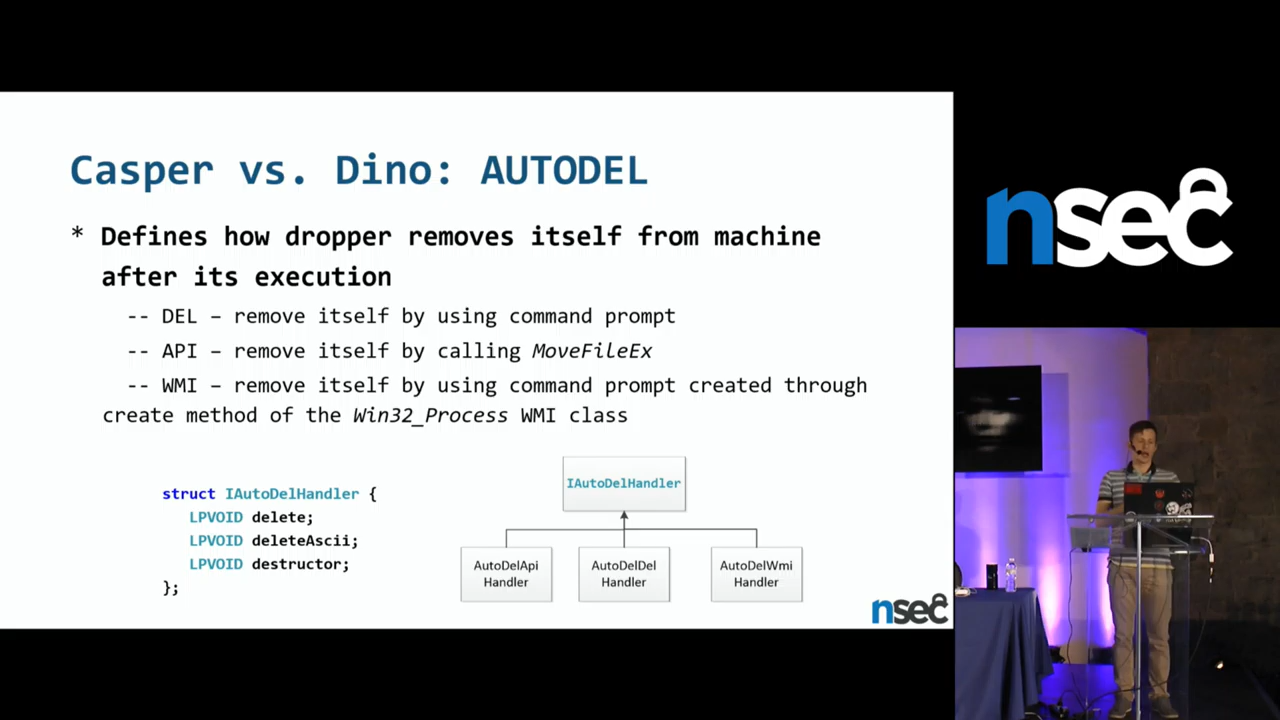 Casper vs. Dino: AUTODEL
* Defines how dropper removes itself from machine
after its execution
-- DEL – remove itself by using command prompt
-- API – remove itself by calling MoveFileEx
-- WMI – remove itself by using command prompt created through
create method of the Win32_Process WMI class
struct IAutoDelHandler {
LPVOID delete;
LPVOID deleteAscii;
LPVOID destructor;
};
IAutoDelHandler
AutoDelApi
Handler
AutoDelDel
Handler
AutoDelWmi
Handler
nsec
nsec